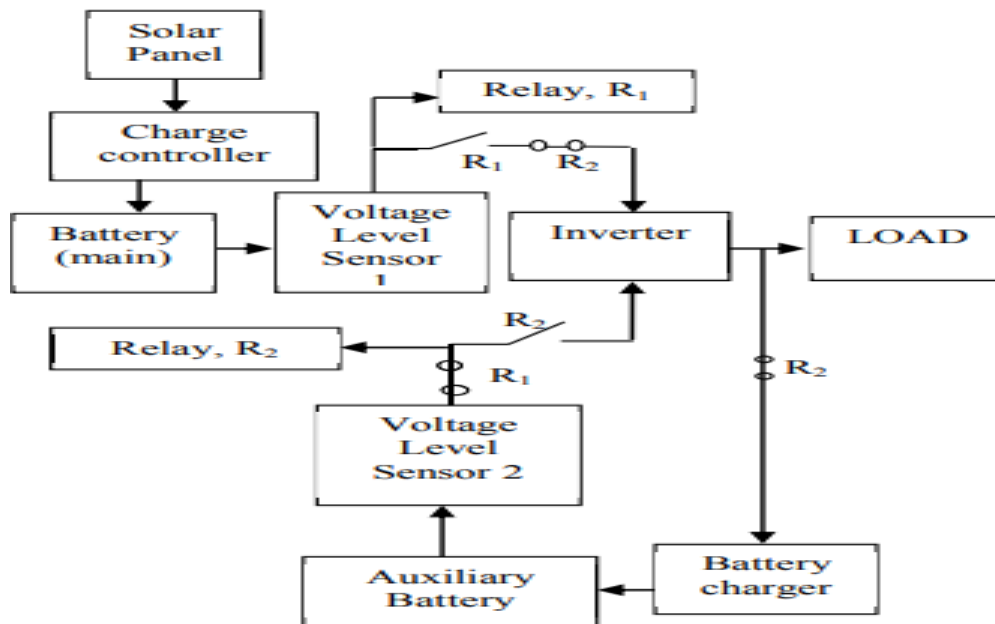 Solar
Panel
Relay, R₁
Charge
controller
R₁
R₂
Voltage
Level
Sensor
1
Battery
(main)
Inverter
LOAD
R₂
Relay, R₂
R₁
R₂
Voltage
Level
Sensor 2
Auxiliary
Battery
Battery
charger